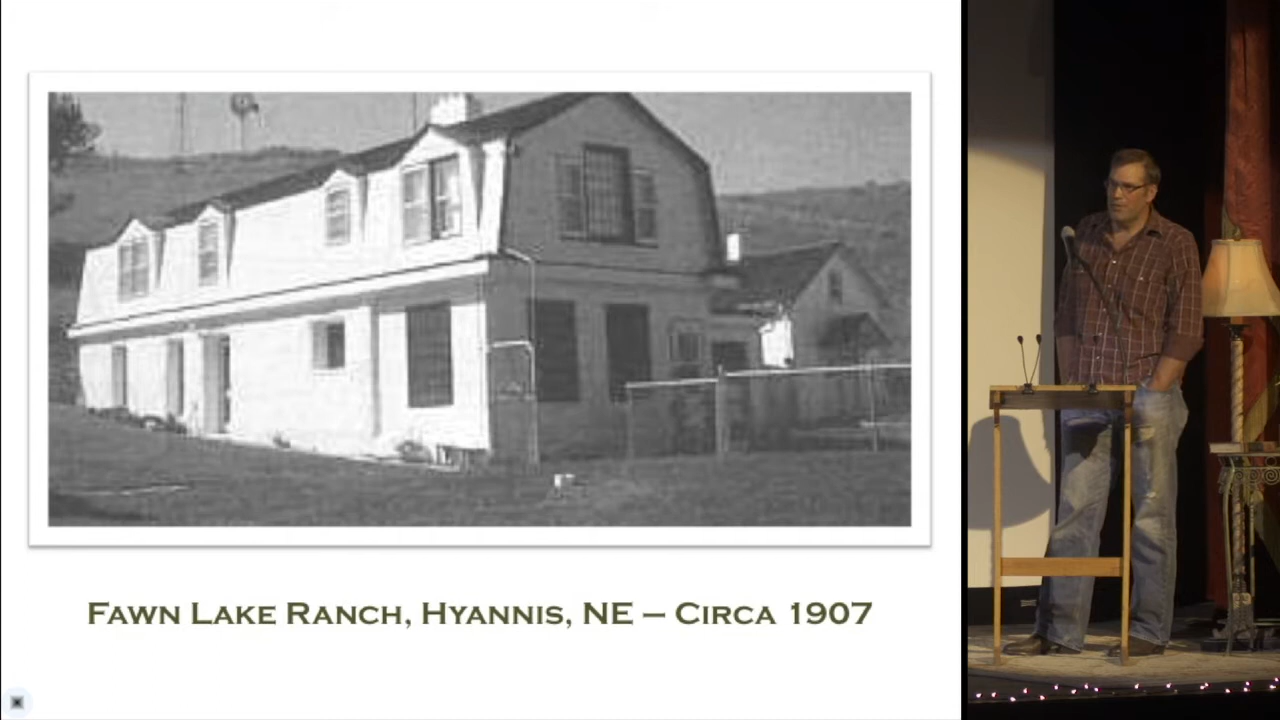 Fawn Lake Ranch, Hyannis, NE – Circa 1907